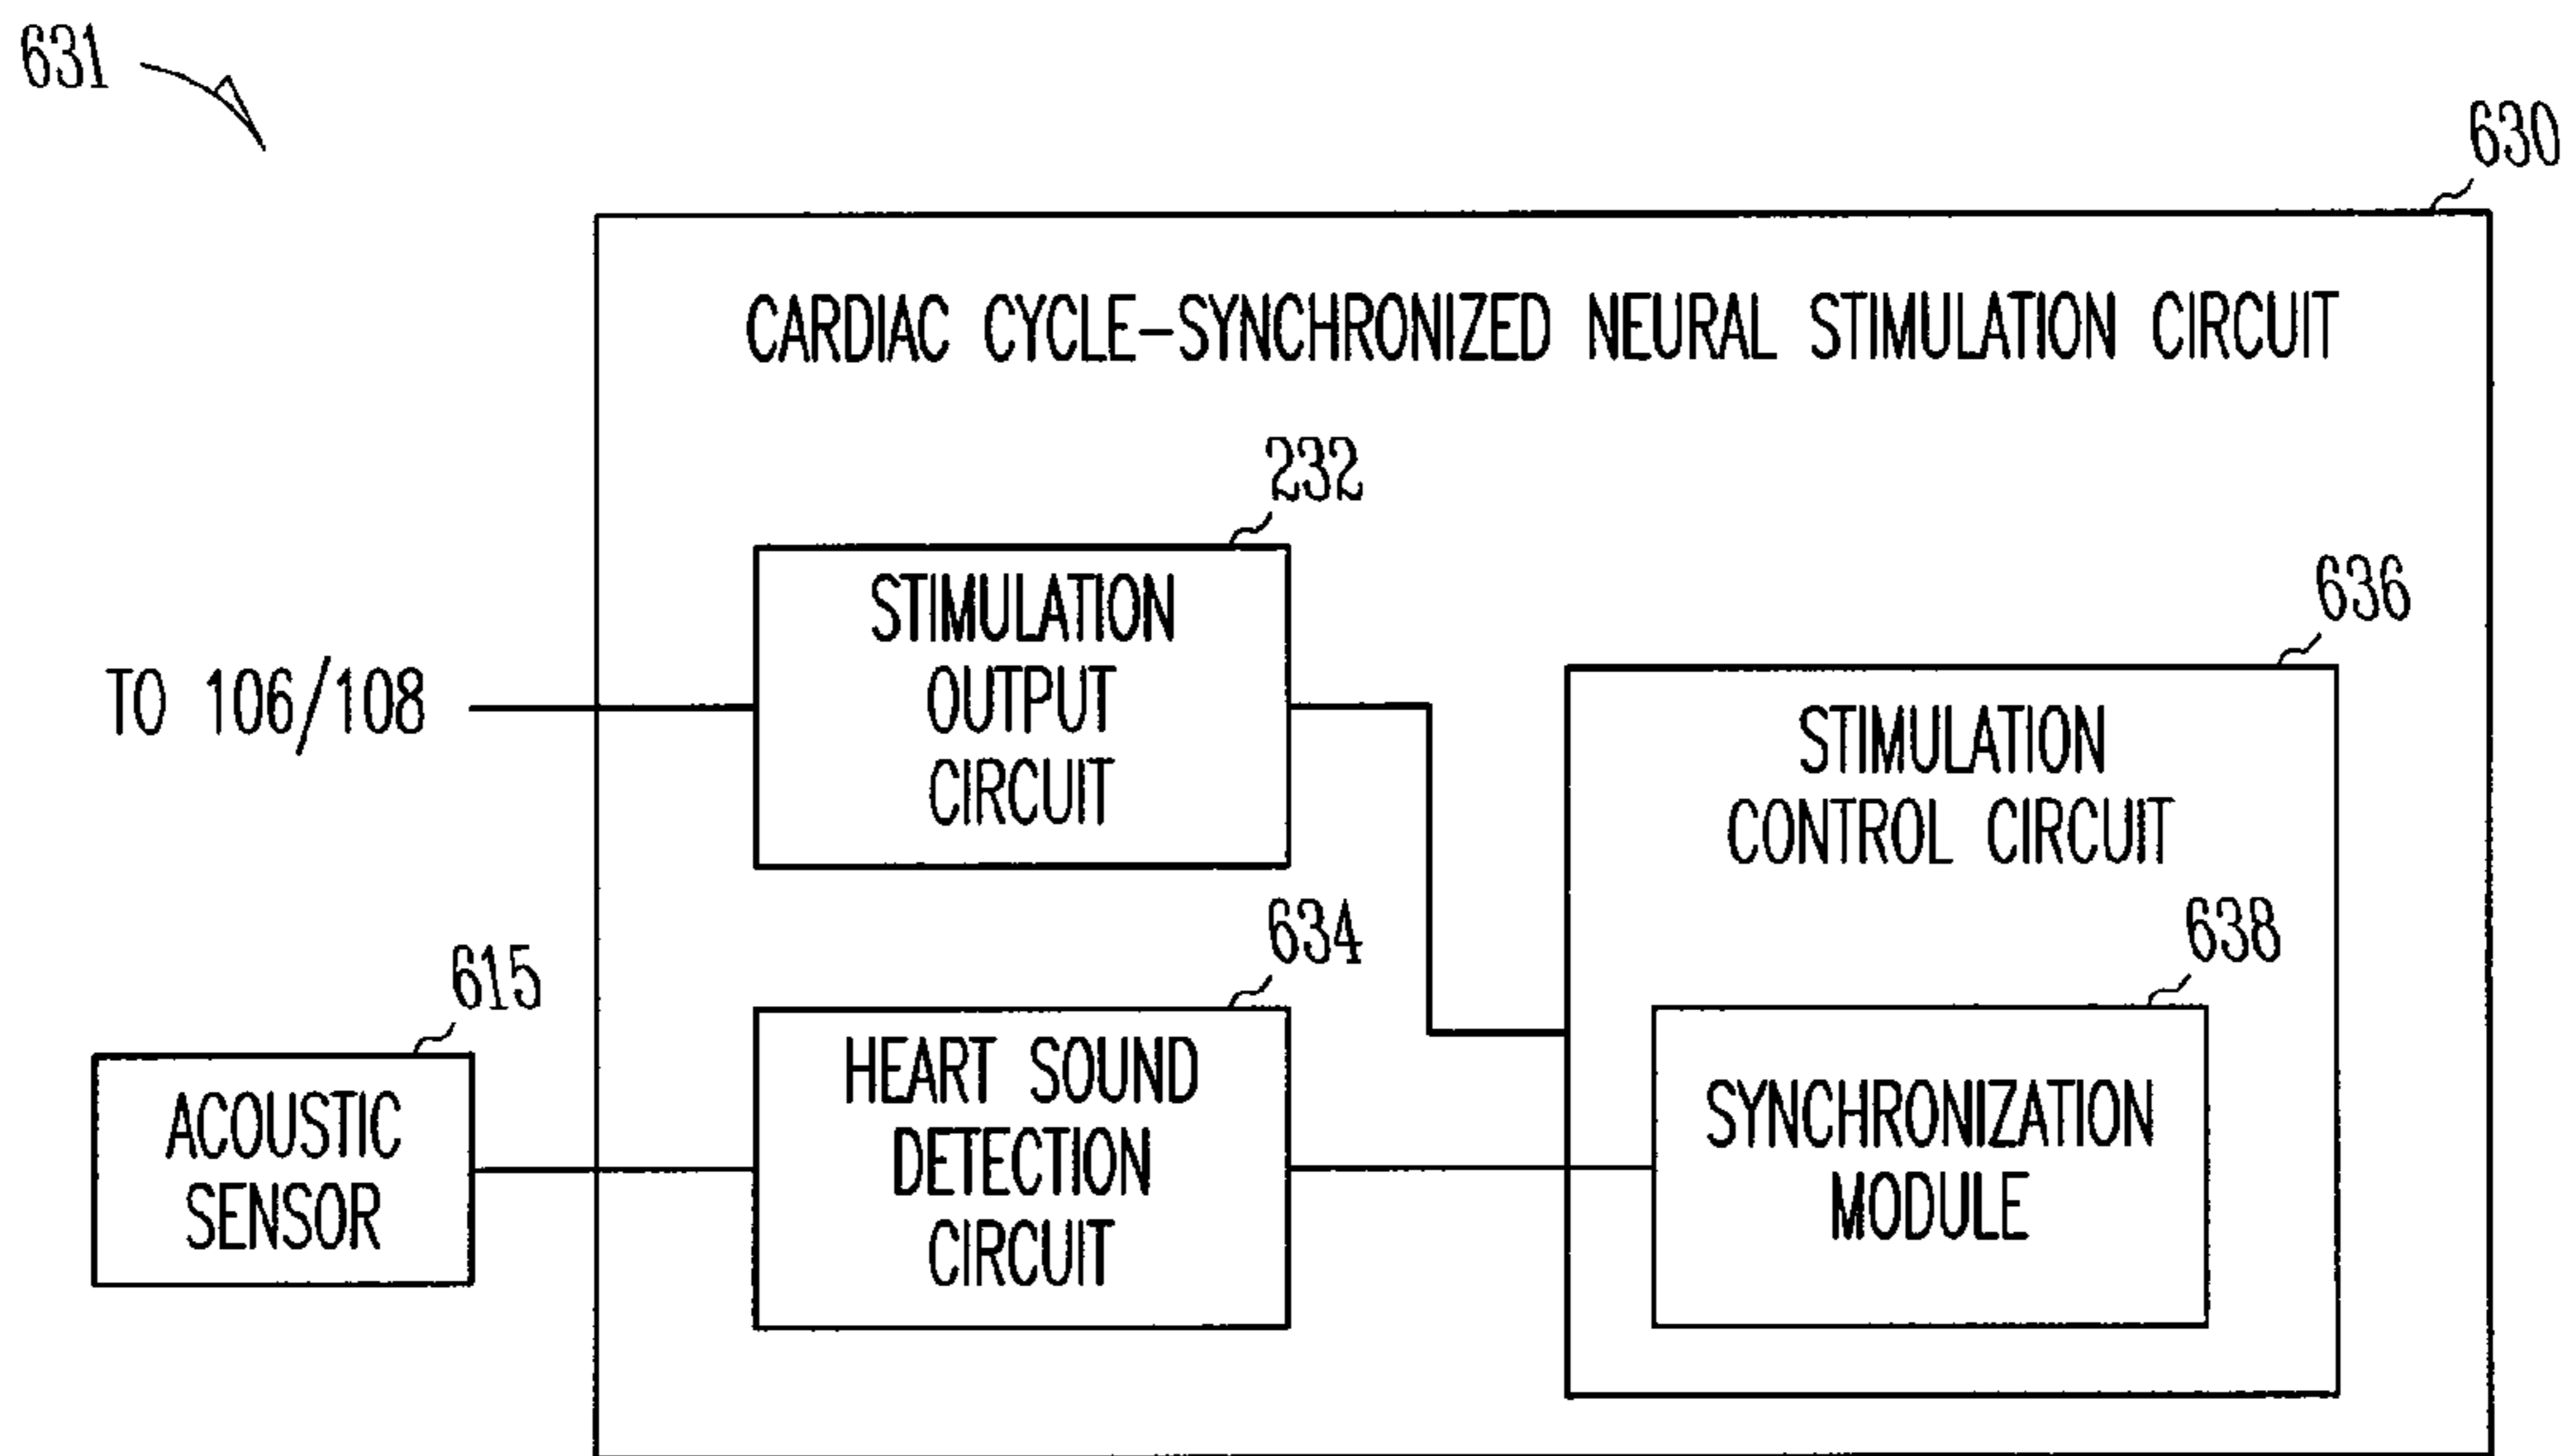 631
630
CARDIAC CYCLE-SYNCHRONIZED NEURAL STIMULATION CIRCUIT
232
STIMULATION
OUTPUT
CIRCUIT
TO 106/108
636
STIMULATION
CONTROL CIRCUIT
634
HEART SOUND
DETECTION
CIRCUIT
638
SYNCHRONIZATION
MODULE
615
ACOUSTIC
SENSOR